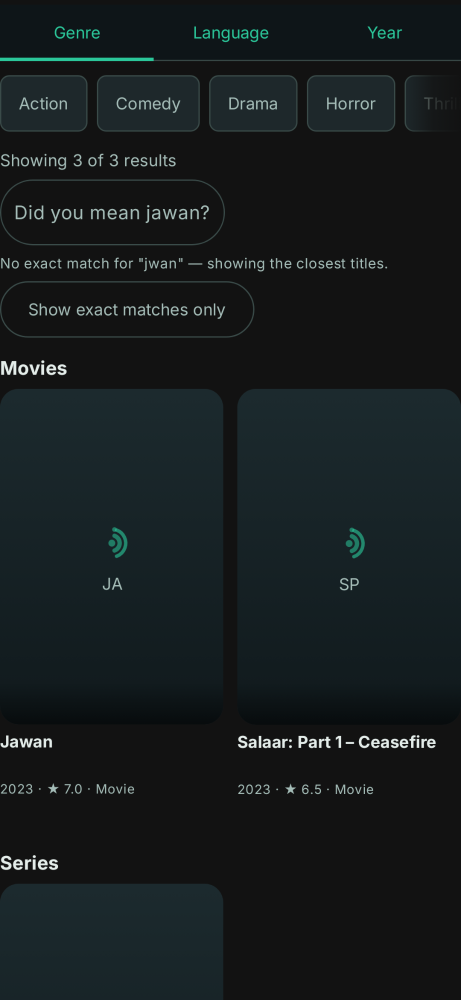 Genre
Language
Year
Action
Comedy
Drama
Horror
Showing 3 of 3 results
Did you mean jawan?
No exact match for "jwan" — showing the closest titles.
Show exact matches only
Movies
JA
SP
Jawan
Salaar: Part 1 – Ceasefire
2023 · ★ 7.0 · Movie
2023 · ★ 6.5 · Movie
Series